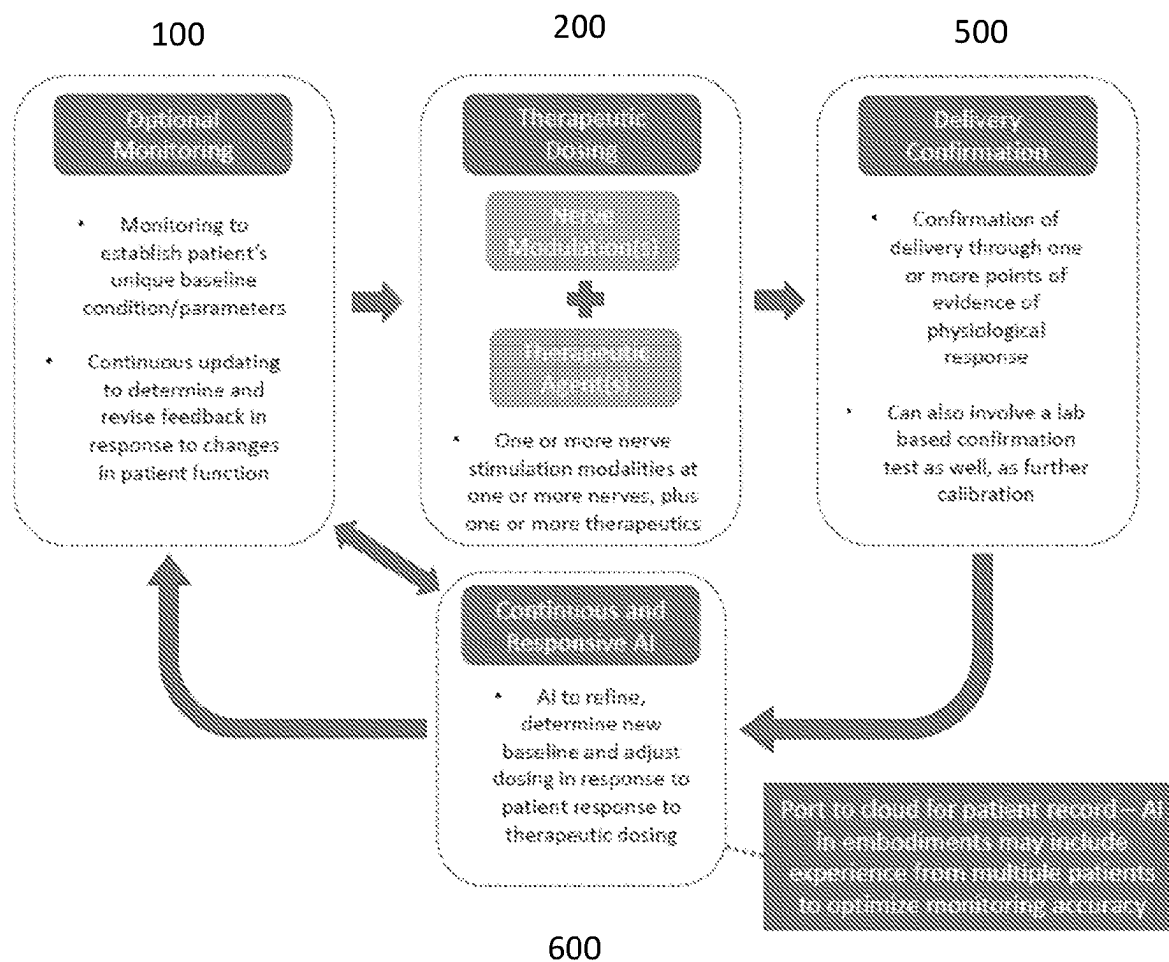 100
200
500
Optional
Monitoring
• Monitoring to
establish patient's
unique baseline
condition/parameters
• Continuous updating
to determine and
revise feedback in
response to changes
in patient function
Therapeutic
Dosing
Nerve
Therapeutic
• One or more nerve
stimulation modalities at
one or more nerves, plus
one or more therapeutics
Delivery
Confirmation
• Confirmation of
delivery through one
or more points of
evidence of
physiological
response
• Can also involve a lab
based confirmation
test as well, as further
calibration
Continuous and
Responsive AI
• AI to refine,
determine new
baseline and adjust
dosing in response to
patient response to
therapeutic dosing
Port to cloud for patient record – AI
in embodiments may include
experience from multiple patients
to optimize monitoring accuracy
600